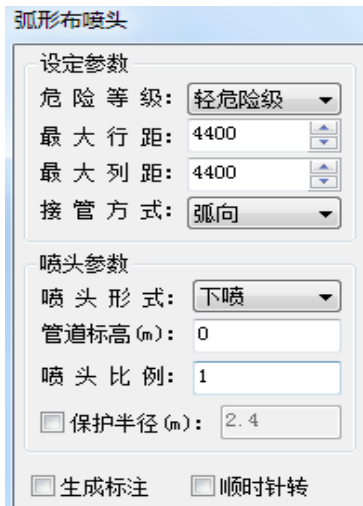 弧形布喷头
设定参数
危险等级: 轻危险级
最大行距: 4400
最大列距: 4400
接管方式: 弧向
喷头参数
喷头形式: 下喷
管道标高(m): 0
喷头比例: 1
保护半径(m): 2.4
生成标注 顺时针转